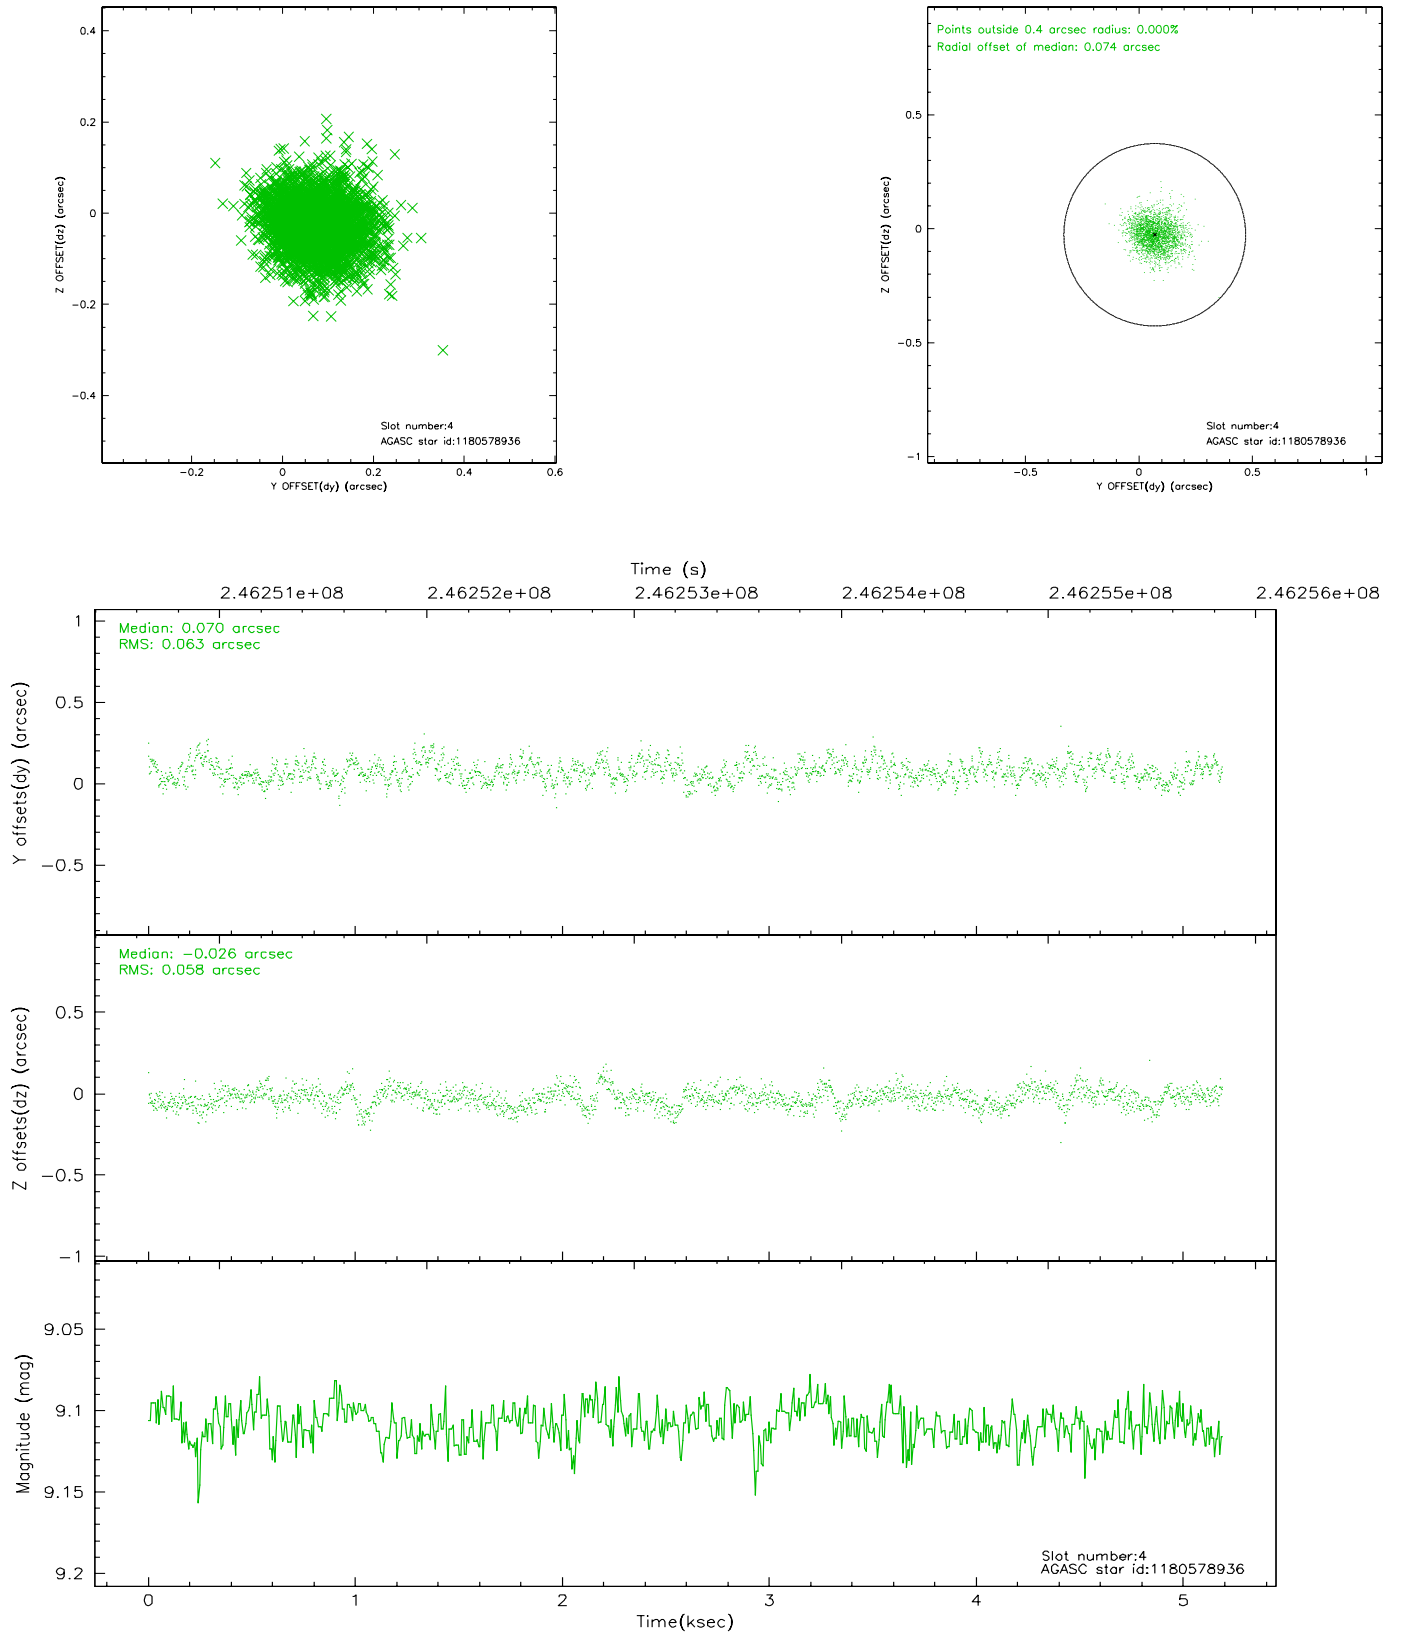 0.4
0.2
0
−0.2
−0.4
Z OFFSET(dz) (arcsec)
Slot number:4
AGASC star id:1180578936
−0.2 0 0.2 0.4 0.6
Y OFFSET(dy) (arcsec)
Points outside 0.4 arcsec radius: 0.000%
Radial offset of median: 0.074 arcsec
0.5
0
−0.5
−1
Z OFFSET(dz) (arcsec)
Slot number:4
AGASC star id:1180578936
−0.5 0 0.5 1
Y OFFSET(dy) (arcsec)
Time (s)
2.46251e+08 2.46252e+08 2.46253e+08 2.46254e+08 2.46255e+08 2.46256e+08
Median: 0.070 arcsec
RMS: 0.063 arcsec
1
0.5
0
−0.5
Y offsets(dy) (arcsec)
Median: −0.026 arcsec
RMS: 0.058 arcsec
0.5
0
−0.5
−1
Z offsets(dz) (arcsec)
9.05
9.1
9.15
9.2
Magnitude (mag)
Slot number:4
AGASC star id:1180578936
0 1 2 3 4 5
Time(ksec)